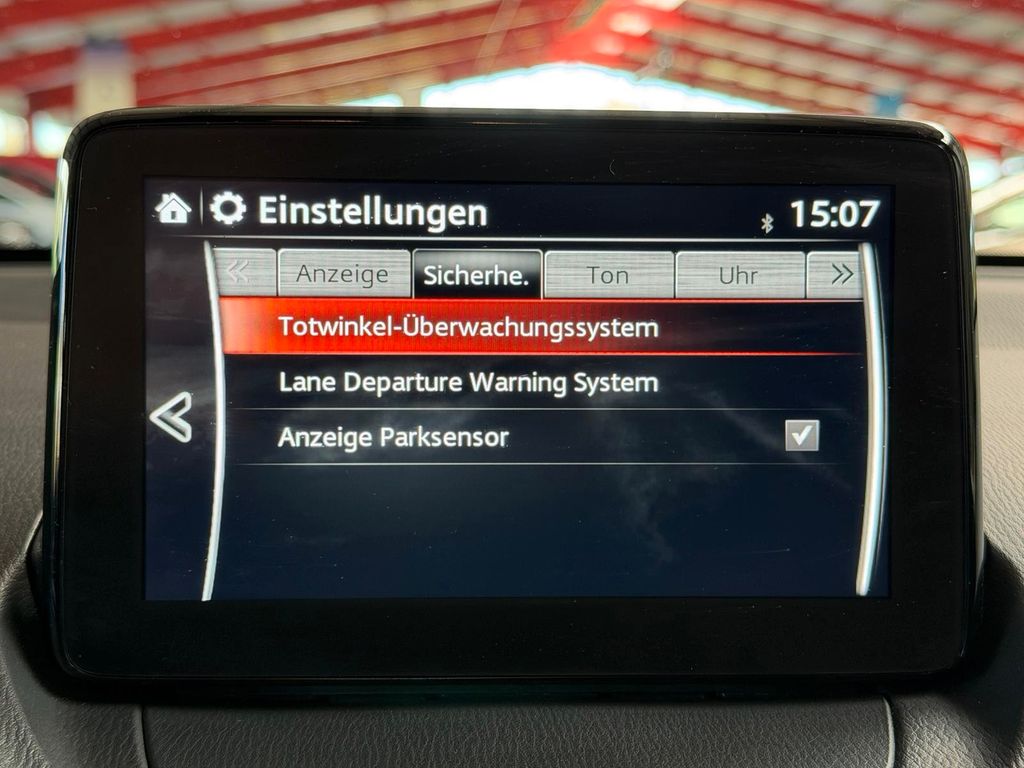 Einstellungen 15:07
Anzeige Sicherhe. Ton Uhr
Totwinkel-Überwachungssystem
Lane Departure Warning System
Anzeige Parksensor